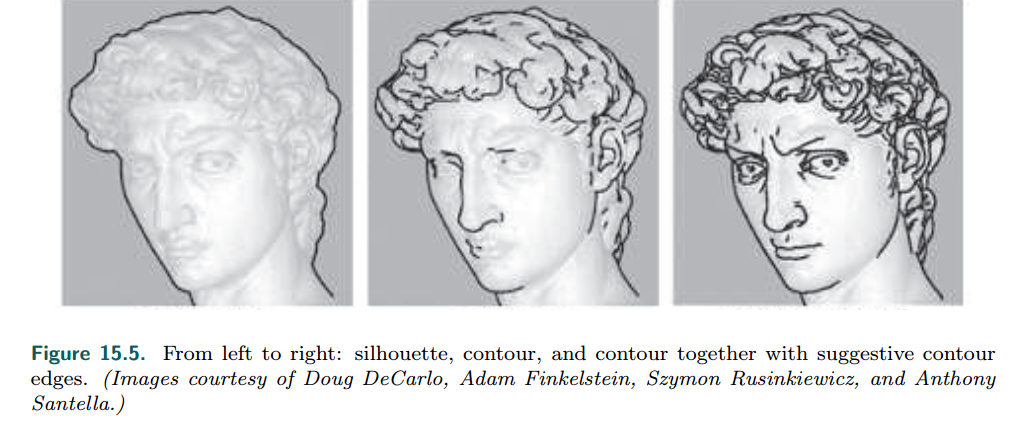 Figure 15.5. From left to right: silhouette, contour, and contour together with suggestive contour
edges. (Images courtesy of Doug DeCarlo, Adam Finkelstein, Szymon Rusinkiewicz, and Anthony
Santella.)